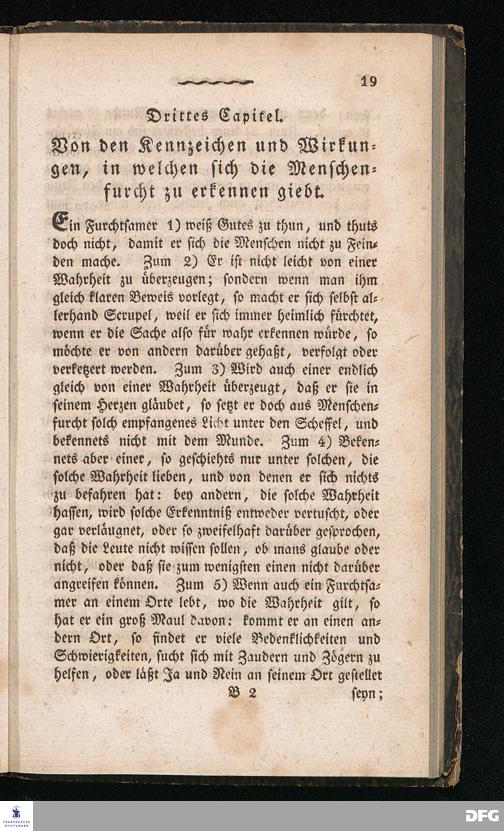 19
Drittes Capitel.
Von den Kennzeichen und Wirkun-
gen, in welchen sich die Menschen-
furcht zu erkennen giebt.
Ein Furchtsamer 1) weiß Gutes zu thun, und thuts
doch nicht, damit er sich die Menschen nicht zu Fein-
den mache. Zum 2) Er ist nicht leicht von einer
Wahrheit zu überzeugen; sondern wenn man ihm
gleich klaren Beweis vorlegt, so macht er sich selbst al-
lerhand Scrupel, weil er sich immer heimlich fürchtet,
wenn er die Sache also für wahr erkennen würde, so
möchte er von andern darüber gehaßt, verfolgt oder
verketzert werden. Zum 3) Wird auch einer endlich
gleich von einer Wahrheit überzeugt, daß er sie in
seinem Herzen gläubet, so setzt er doch aus Menschen-
furcht solch empfangenes Licht unter den Scheffel, und
bekennets nicht mit dem Munde. Zum 4) Beken-
nets aber einer, so geschiehts nur unter solchen, die
solche Wahrheit lieben, und von denen er sich nichts
zu befahren hat: bey andern, die solche Wahrheit
hassen, wird solche Erkenntniß entweder vertuscht, oder
gar verläugnet, oder so zweifelhaft darüber gesprochen,
daß die Leute nicht wissen sollen, ob mans glaube oder
nicht, oder daß sie zum wenigsten einen nicht darüber
angreifen können. Zum 5) Wenn auch ein Furchtsa-
mer an einem Orte lebt, wo die Wahrheit gilt, so
hat er ein groß Maul davon: kommt er an einen an-
dern Ort, so findet er viele Bedenklichkeiten und
Schwierigkeiten, sucht sich mit Zaudern und Zögern zu
helfen, oder läßt Ja und Nein an seinem Ort gestellet
B 2 seyn;
FRANCKESCHE
STIFTUNGEN
DFG